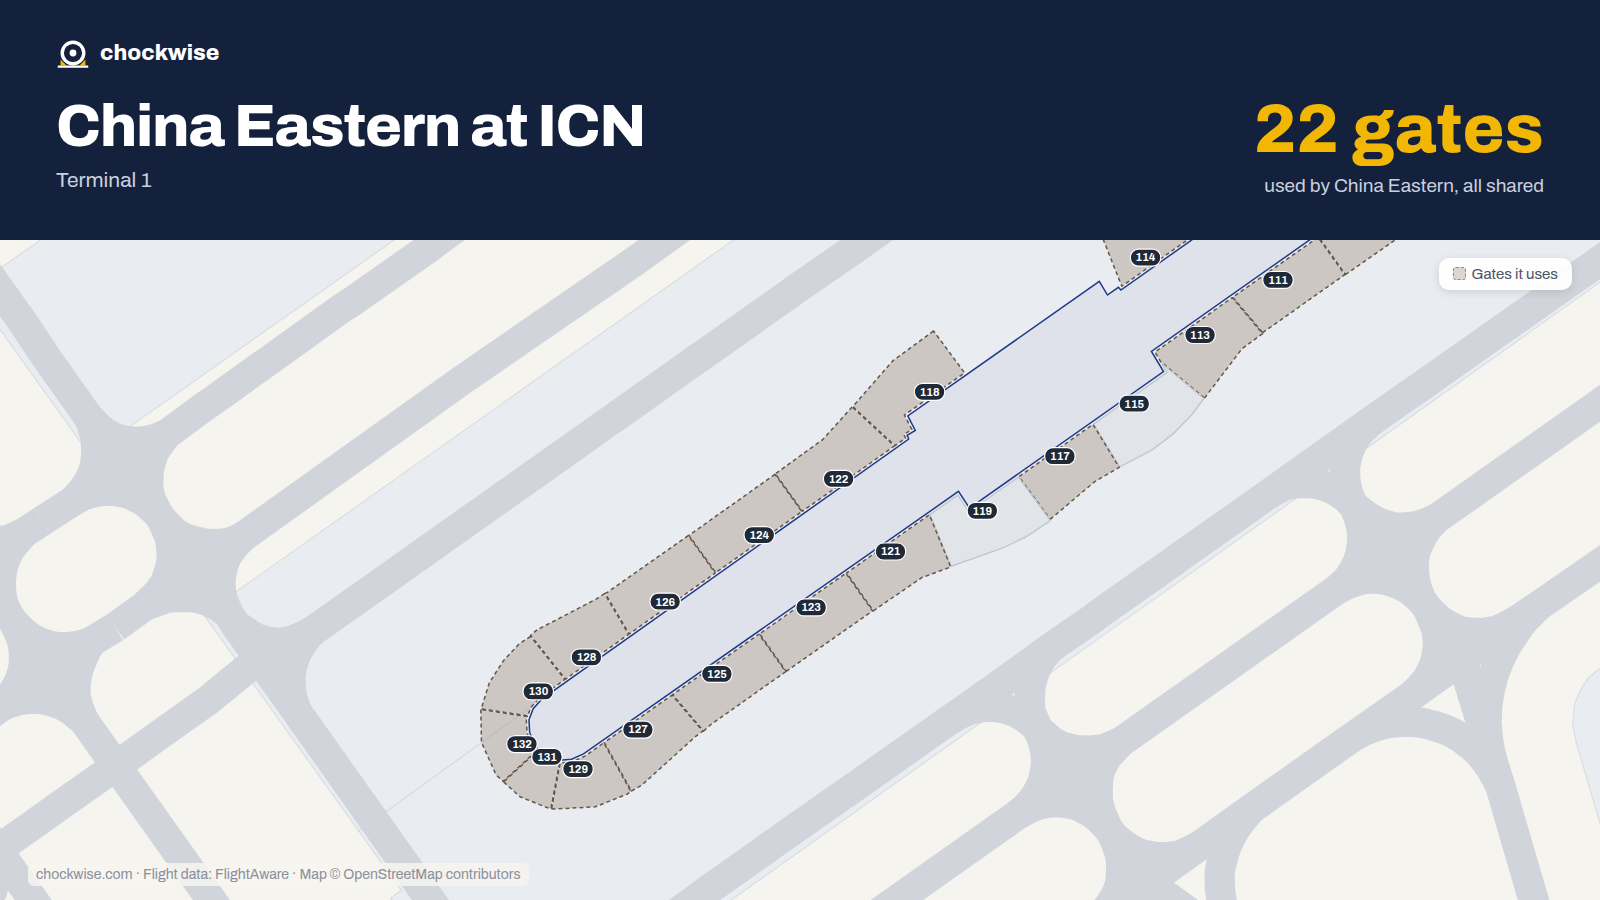 chockwise
China Eastern at ICN
Terminal 1
22 gates
used by China Eastern, all shared
Gates it uses
114
111
113
118
115
117
122
119
124
121
126
123
128
125
130
127
132
131
129
chockwise.com · Flight data: FlightAware · Map © OpenStreetMap contributors